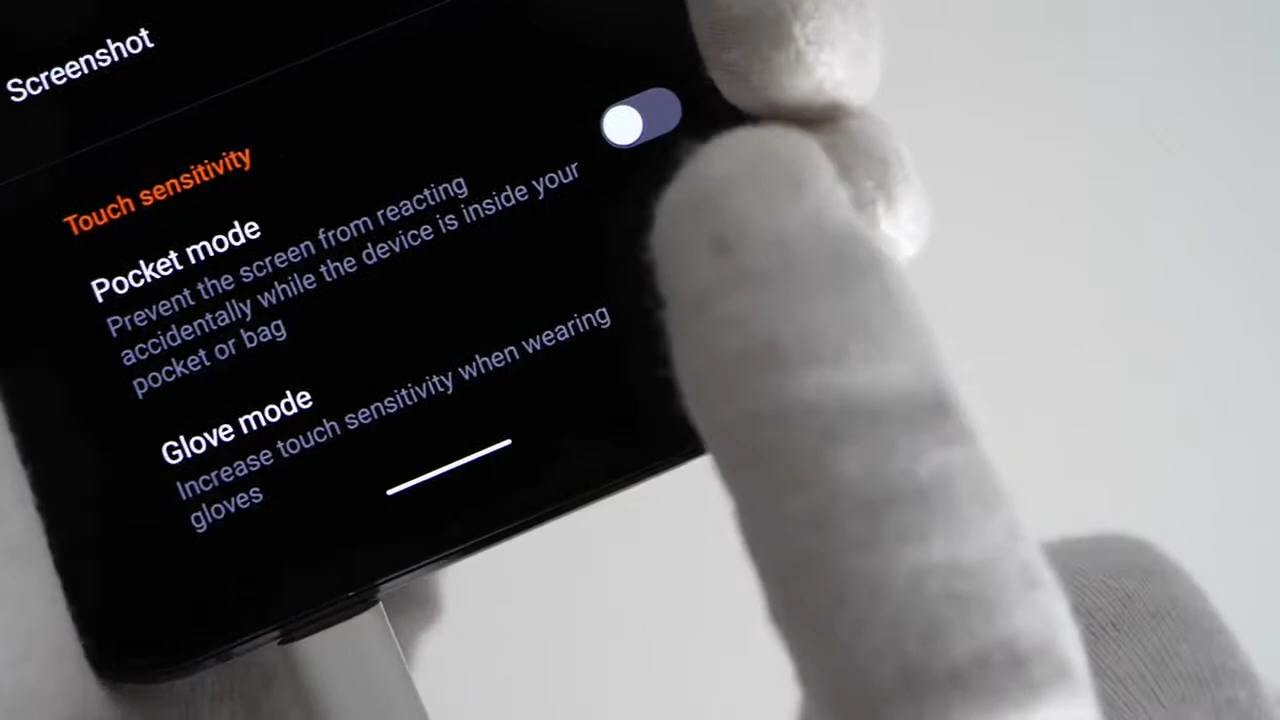 Screenshot
Touch sensitivity
Pocket mode
Prevent the screen from reacting
accidentally while the device is inside your
pocket or bag
Glove mode
Increase touch sensitivity when wearing
gloves